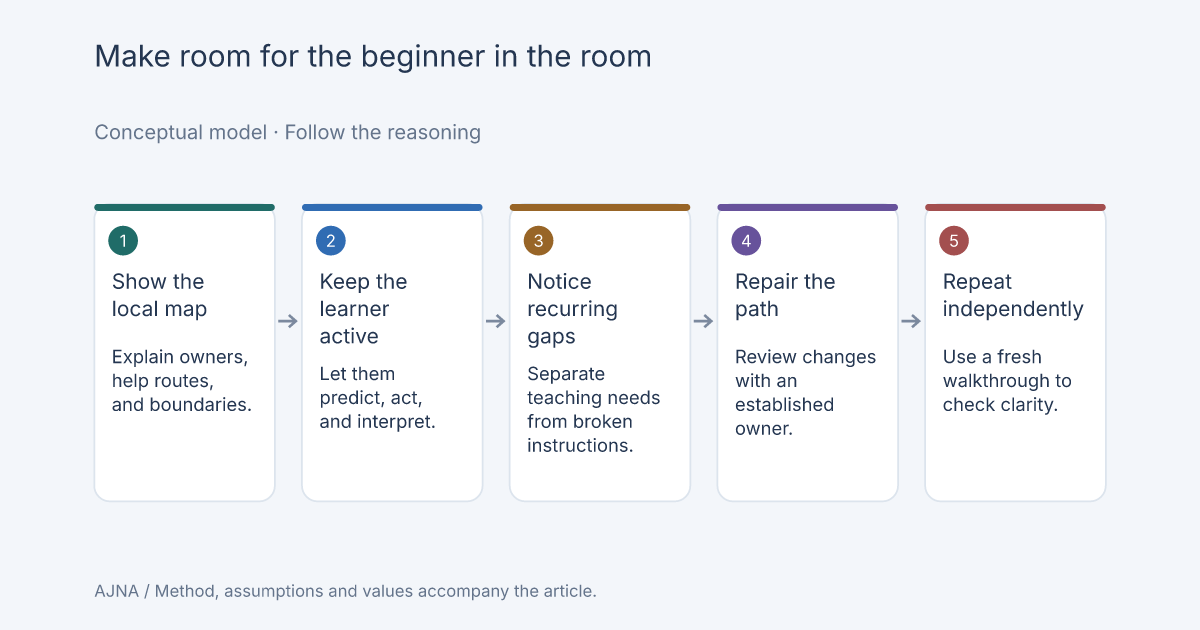 Make room for the beginner in the room
Conceptual model · Follow the reasoning
1
Show the
local map
Explain owners,
help routes,
and boundaries.
2
Keep the
learner
active
Let them
predict, act,
and interpret.
3
Notice
recurring
gaps
Separate
teaching needs
from broken
instructions.
4
Repair the
path
Review changes
with an
established
owner.
5
Repeat
independently
Use a fresh
walkthrough to
check clarity.
AJNA / Method, assumptions and values accompany the article.